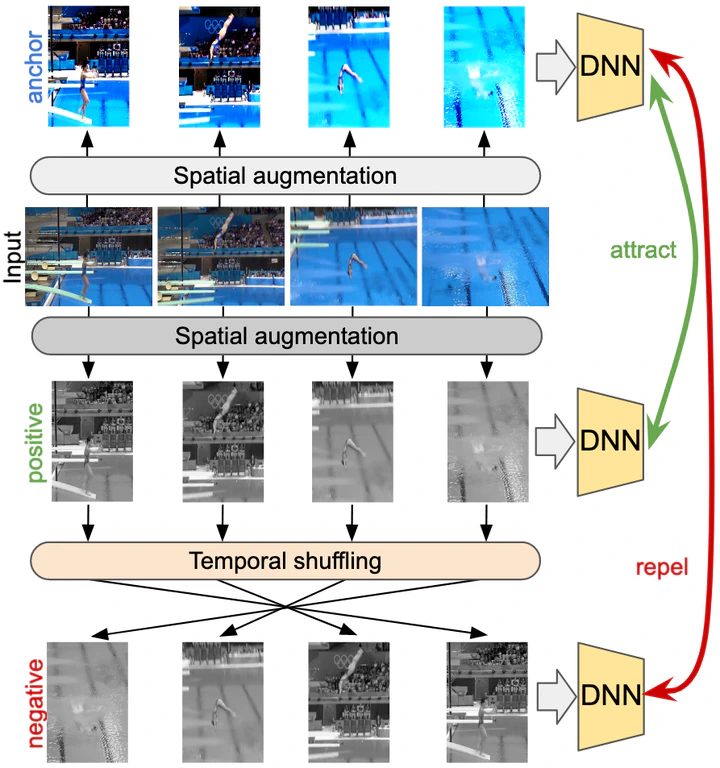 anchor
DNN
Spatial augmentation
Input
attract
Spatial augmentation
positive
DNN
Temporal shuffling
repel
negative
DNN